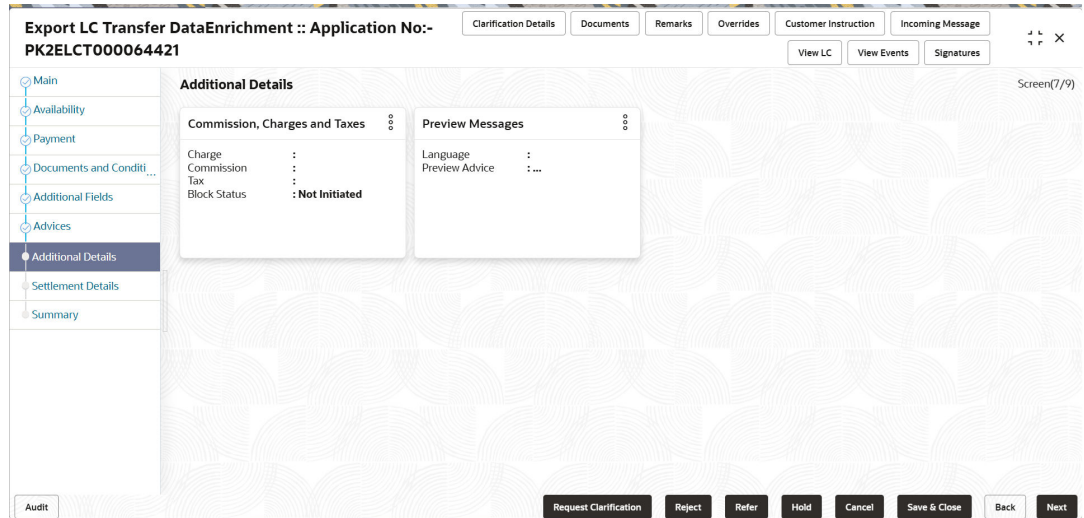 Export LC Transfer DataEnrichment :: Application No:-
PK2ELCT000064421
Clarification Details
Documents
Remarks
Overrides
Customer Instruction
Incoming Message
View LC
View Events
Signatures
Main
Availability
Payment
Documents and Conditi...
Additional Fields
Advices
Additional Details
Settlement Details
Summary
Additional Details
Screen(7/9)
Commission, Charges and Taxes
Charge :
Commission :
Tax :
Block Status : Not Initiated
Preview Messages
Language :
Preview Advice : ...
Audit
Request Clarification
Reject
Refer
Hold
Cancel
Save & Close
Back
Next